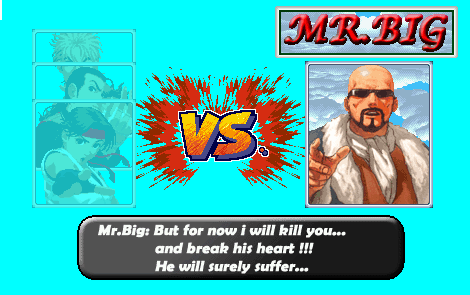 MR.BIG
VS.
Mr.Big: But for now i will kill you...
and break his heart !!!
He will surely suffer...